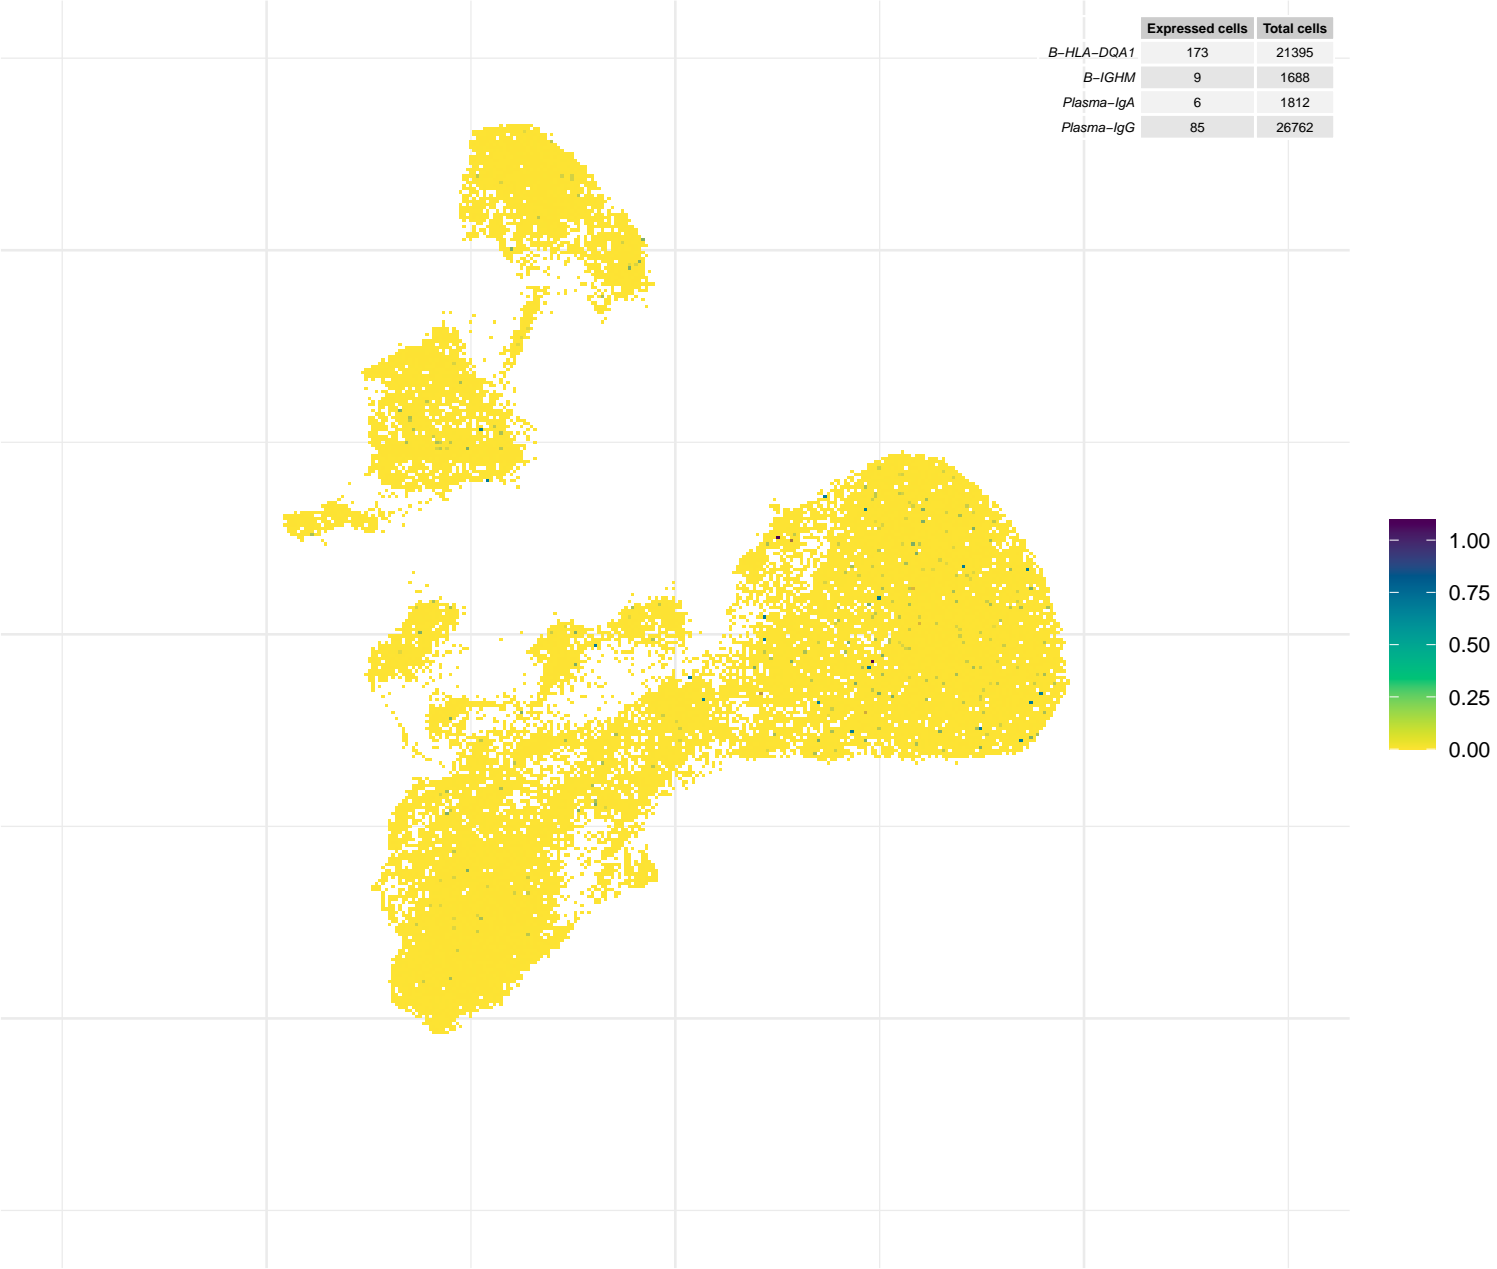 Expressed cells Total cells
B−HLA−DQA1 173 21395
B−IGHM 9 1688
Plasma−IgA 6 1812
Plasma−IgG 85 26762
1.00
0.75
0.50
0.25
0.00